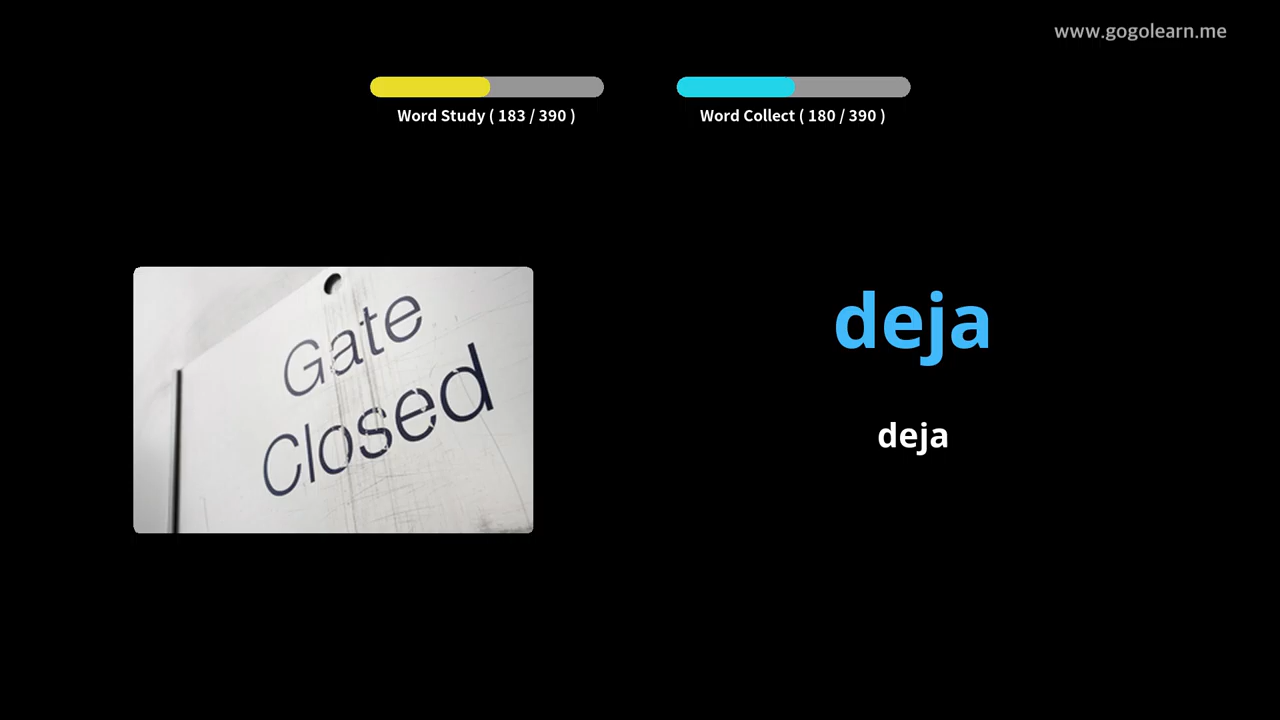 www.gogolearn.me
Word Study ( 183 / 390 )
Word Collect ( 180 / 390 )
Gate
Closed
deja
deja